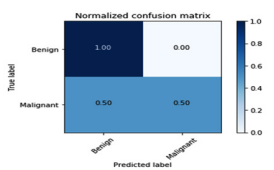 Normalized confusion matrix
1.0
Benign
1.00
0.00
0.8
0.6
True label
0.4
Malignant
0.50
0.50
0.2
0.0
Benign
Malignant
Predicted label